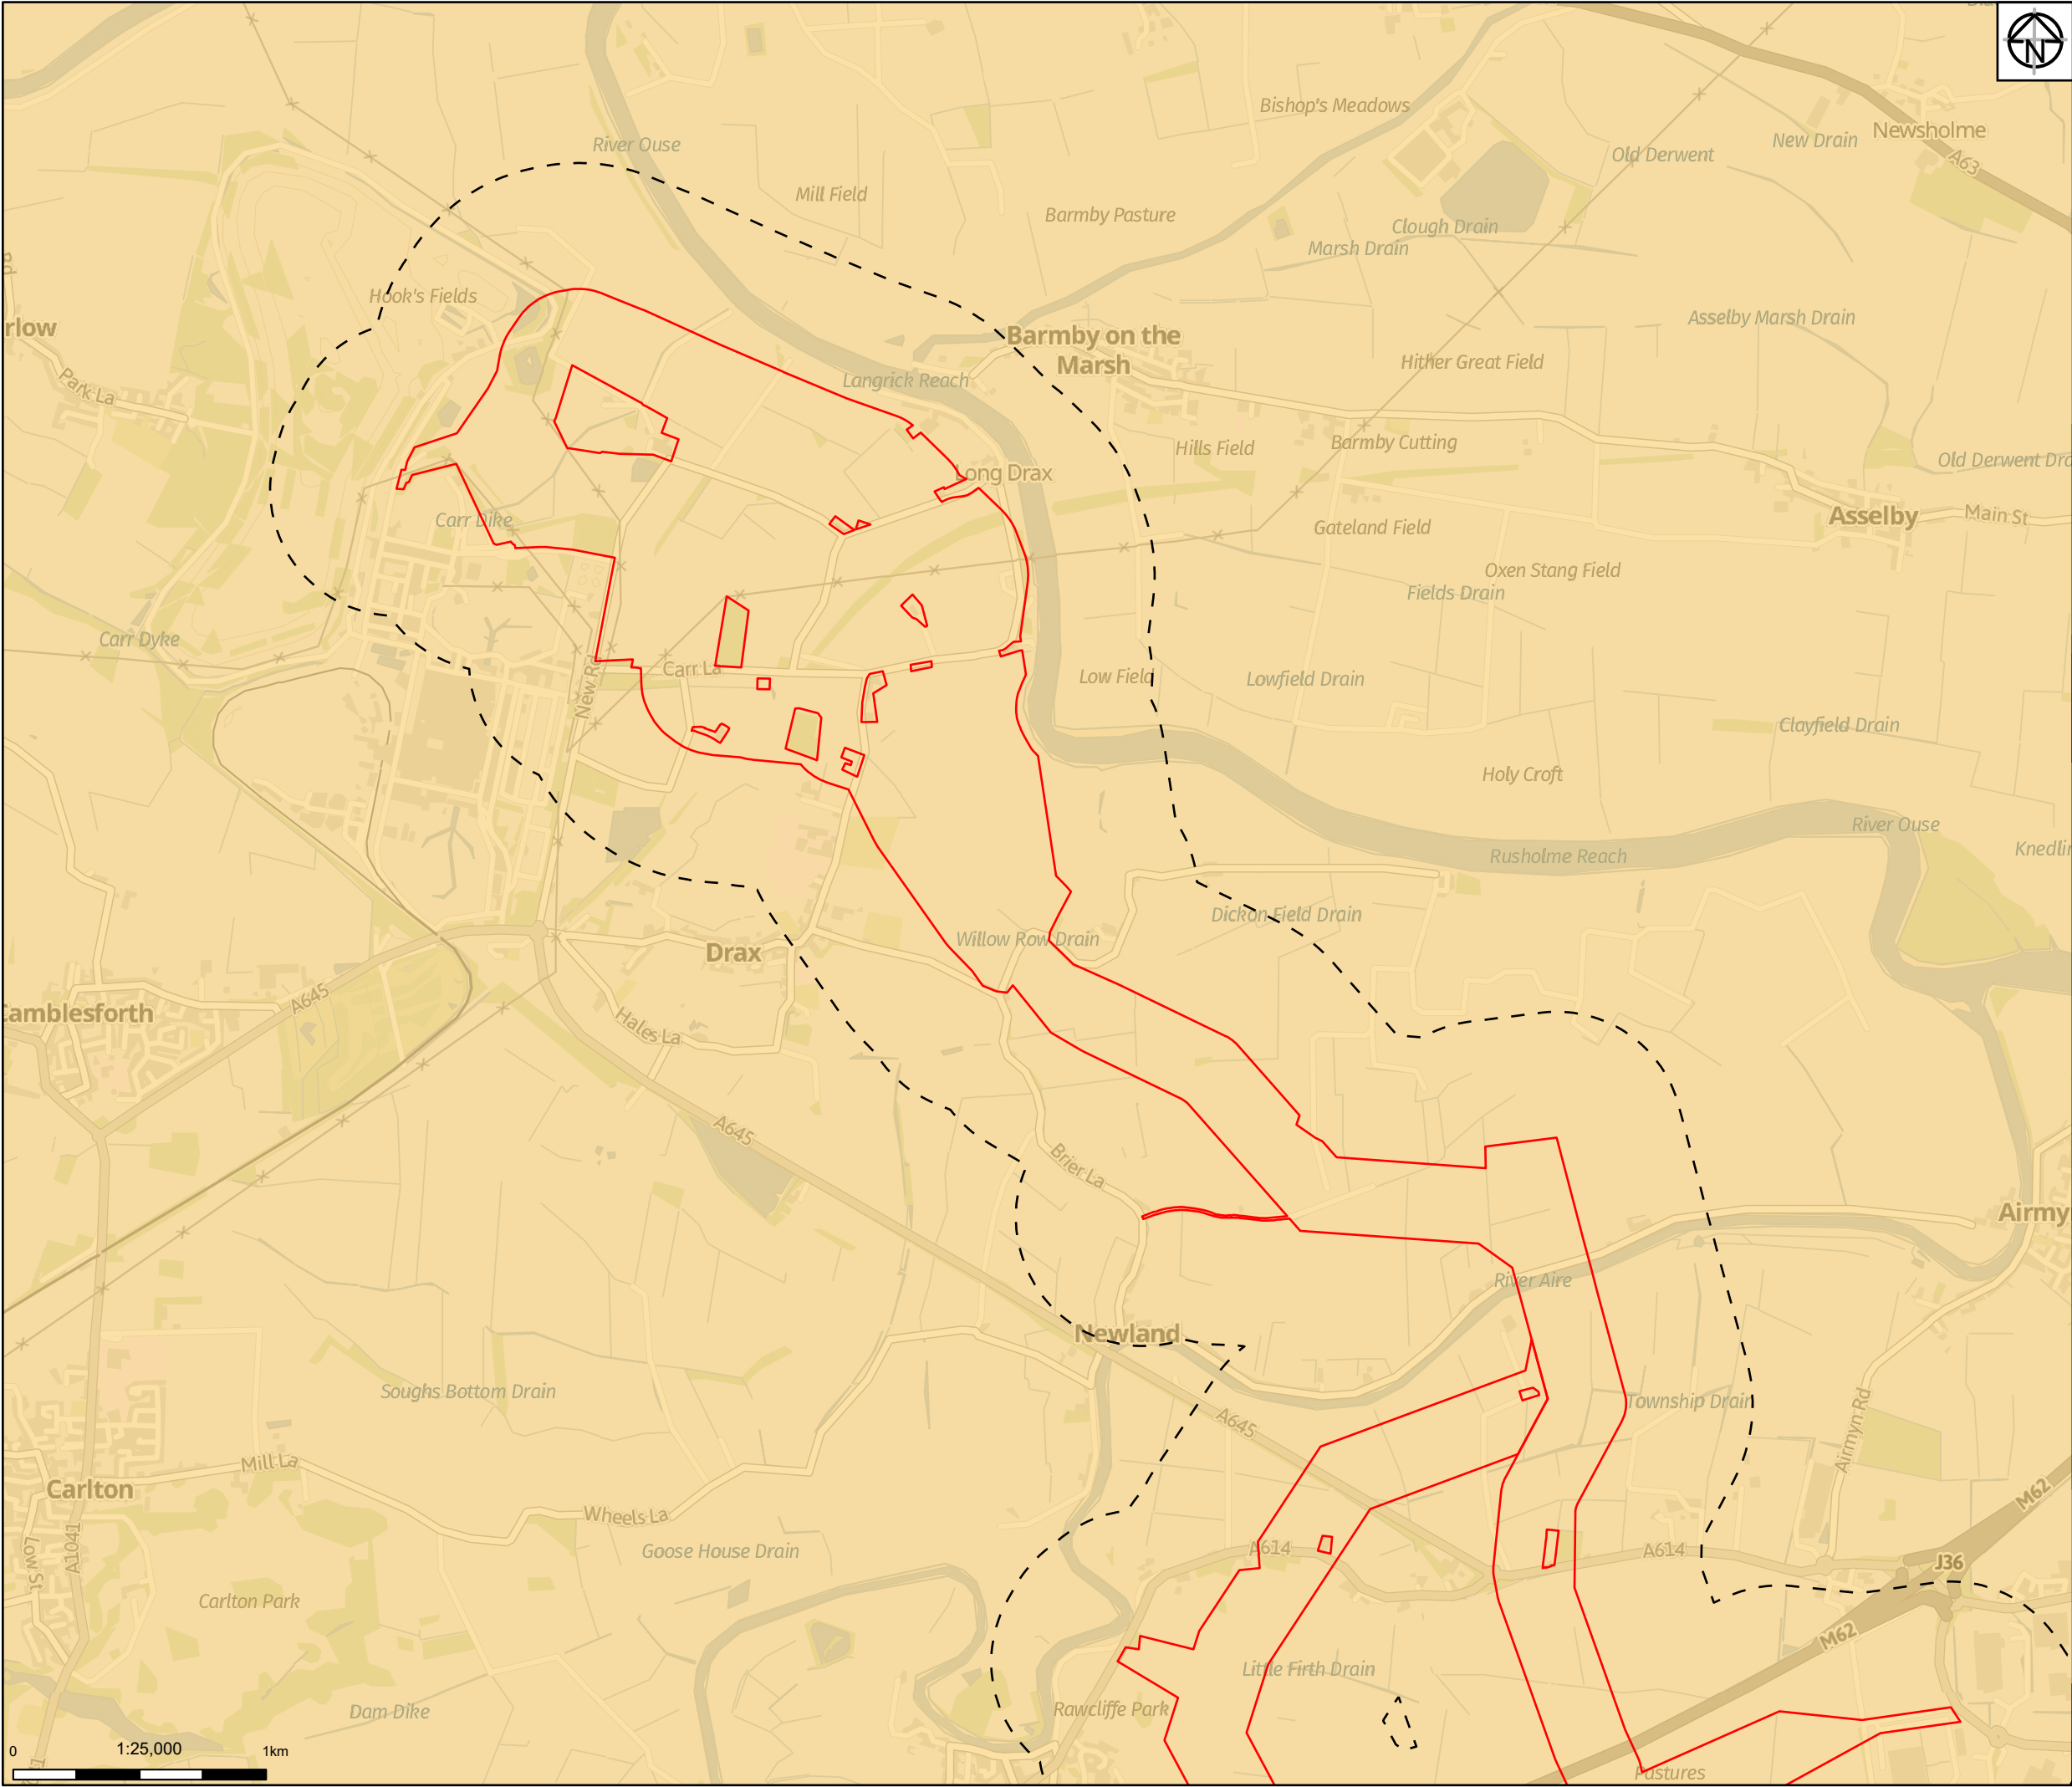 N
Bishop's Meadows
Newsholme
New Drain
River Ouse
Old Derwent
A63
Mill Field
Barmby Pasture
Clough Drain
Marsh Drain
Hook's Fields
rlow
Asselby Marsh Drain
Barmby on the
Marsh
Hither Great Field
Park La
Langrick Reach
Hills Field
Barmby Cutting
Old Derwent Dra
Long Drax
Carr Dike
Asselby
Main St
Gateland Field
Oxen Stang Field
Fields Drain
Carr Dyke
Carr La
New Rd
Low Field
Lowfield Drain
Clayfield Drain
Holy Croft
River Ouse
Rusholme Reach
Knedlin
Dickon Field Drain
Willow Row Drain
Drax
A645
amblesforth
Hales La
A645
Brier La
Airmy
River Aire
Newland
Soughs Bottom Drain
Township Drain
A645
Airmyn Rd
Mill La
Carlton
M62
Wheels La
A1041
Low St
Goose House Drain
A614
A614
J36
Carlton Park
M62
Little Firth Drain
Dam Dike
Rawcliffe Park
0
1:25,000
1km
Pastures